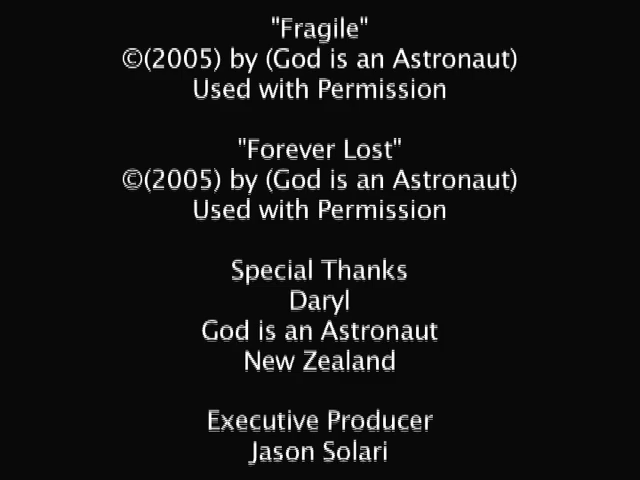 "Fragile"
©(2005) by (God is an Astronaut)
Used with Permission
"Forever Lost"
©(2005) by (God is an Astronaut)
Used with Permission
Special Thanks
Daryl
God is an Astronaut
New Zealand
Executive Producer
Jason Solari